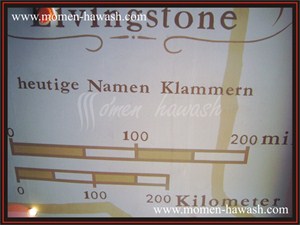 www.momen-hawash.com
Livingstone
heutige Namen Klammern
Momen hawash
0 100 200 mi
0 100 200 Kilometer
www.momen-hawash.com